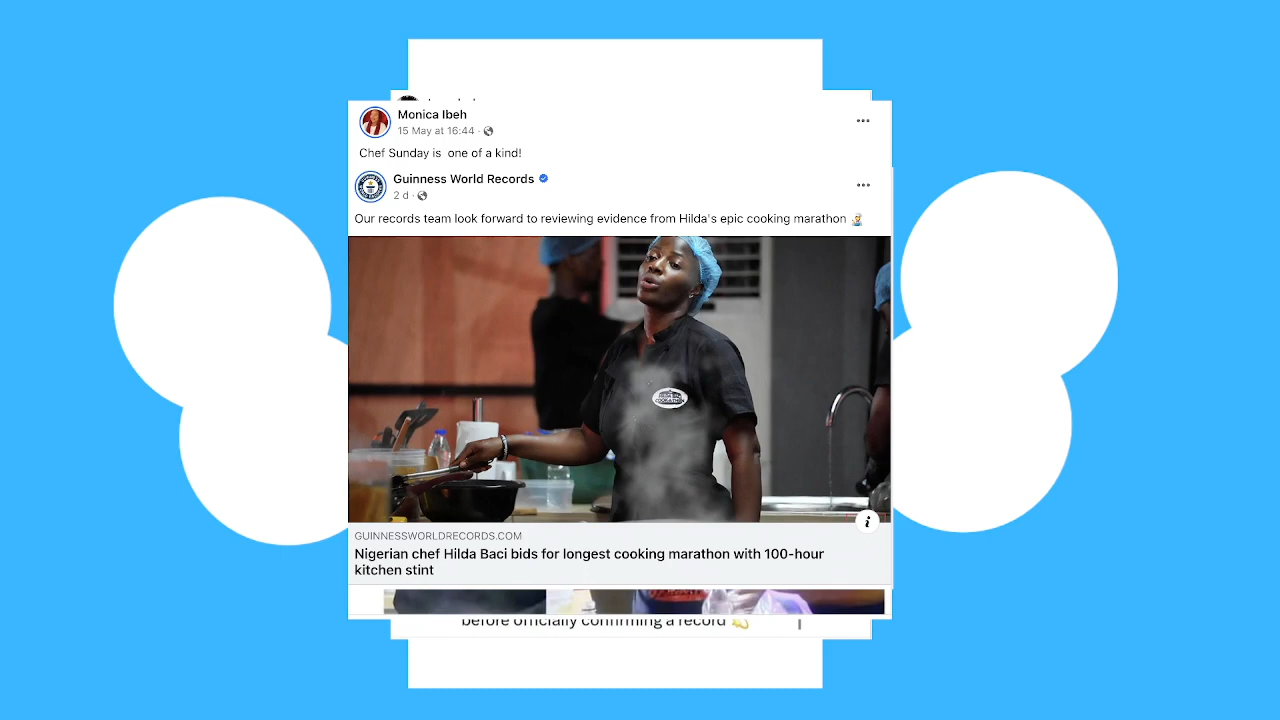 Monica Ibeh
15 May at 16:44 ·
Chef Sunday is one of a kind!
Guinness World Records
2 d ·
Our records team look forward to reviewing evidence from Hilda's epic cooking marathon 🧑‍🍳
GUINNESSWORLDRECORDS.COM
Nigerian chef Hilda Baci bids for longest cooking marathon with 100-hour
kitchen stint
before officially confirming a record 💫